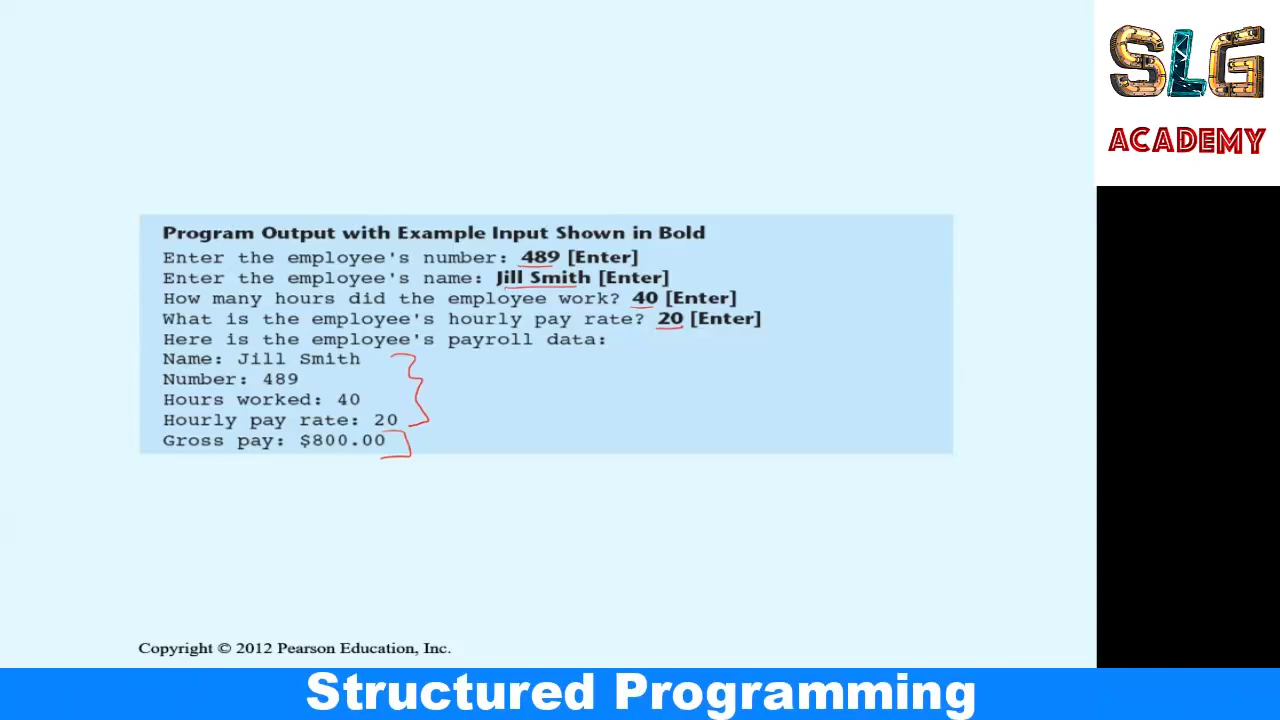 SLG
ACADEMY
Program Output with Example Input Shown in Bold
Enter the employee's number: 489 [Enter]
Enter the employee's name: Jill Smith [Enter]
How many hours did the employee work? 40 [Enter]
What is the employee's hourly pay rate? 20 [Enter]
Here is the employee's payroll data:
Name: Jill Smith
Number: 489
Hours worked: 40
Hourly pay rate: 20
Gross pay: $800.00
Copyright © 2012 Pearson Education, Inc.
Structured Programming